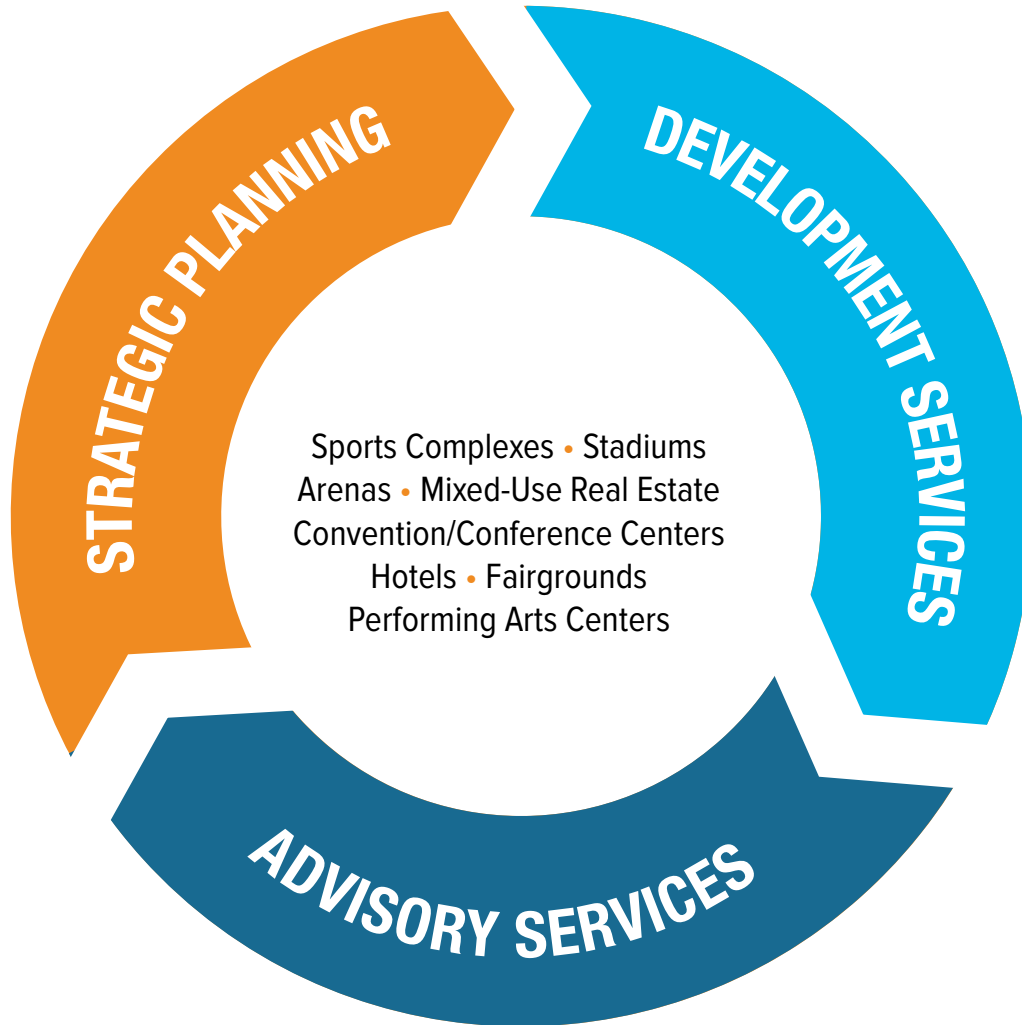 STRATEGIC PLANNING
DEVELOPMENT SERVICES
Sports Complexes • Stadiums
Arenas • Mixed-Use Real Estate
Convention/Conference Centers
Hotels • Fairgrounds
Performing Arts Centers
ADVISORY SERVICES